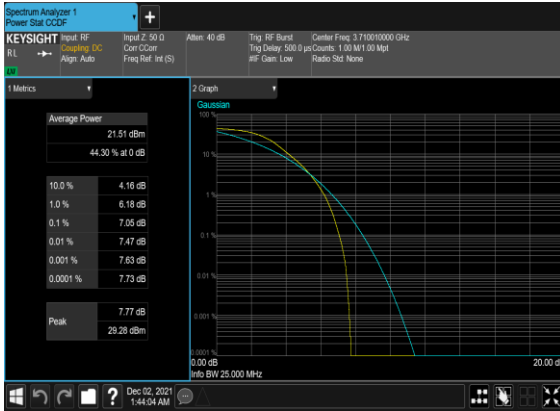 Spectrum Analyzer 1
Power Stat CCDF
+
KEYSIGHT
RL
Input: RF
Coupling: DC
Align: Auto
Input Z: 50 Ω
Corr CCorr
Freq Ref: Int (S)
Atten: 40 dB
Trig: RF Burst
Trig Delay: 500.0 µs
#IF Gain: Low
Center Freq: 3.710010000 GHz
Counts: 1.00 M/1.00 Mpt
Radio Std: None
1 Metrics
Average Power
21.51 dBm
44.30 % at 0 dB
10.0 % 4.16 dB
1.0 % 6.18 dB
0.1 % 7.05 dB
0.01 % 7.47 dB
0.001 % 7.63 dB
0.0001 % 7.73 dB
Peak
7.77 dB
29.28 dBm
2 Graph
Gaussian
100 %
10 %
1 %
0.1 %
0.01 %
0.001 %
0.0001 %
0.00 dB
20.00 d
Info BW 25.000 MHz
?
Dec 02, 2021
1:44:04 AM